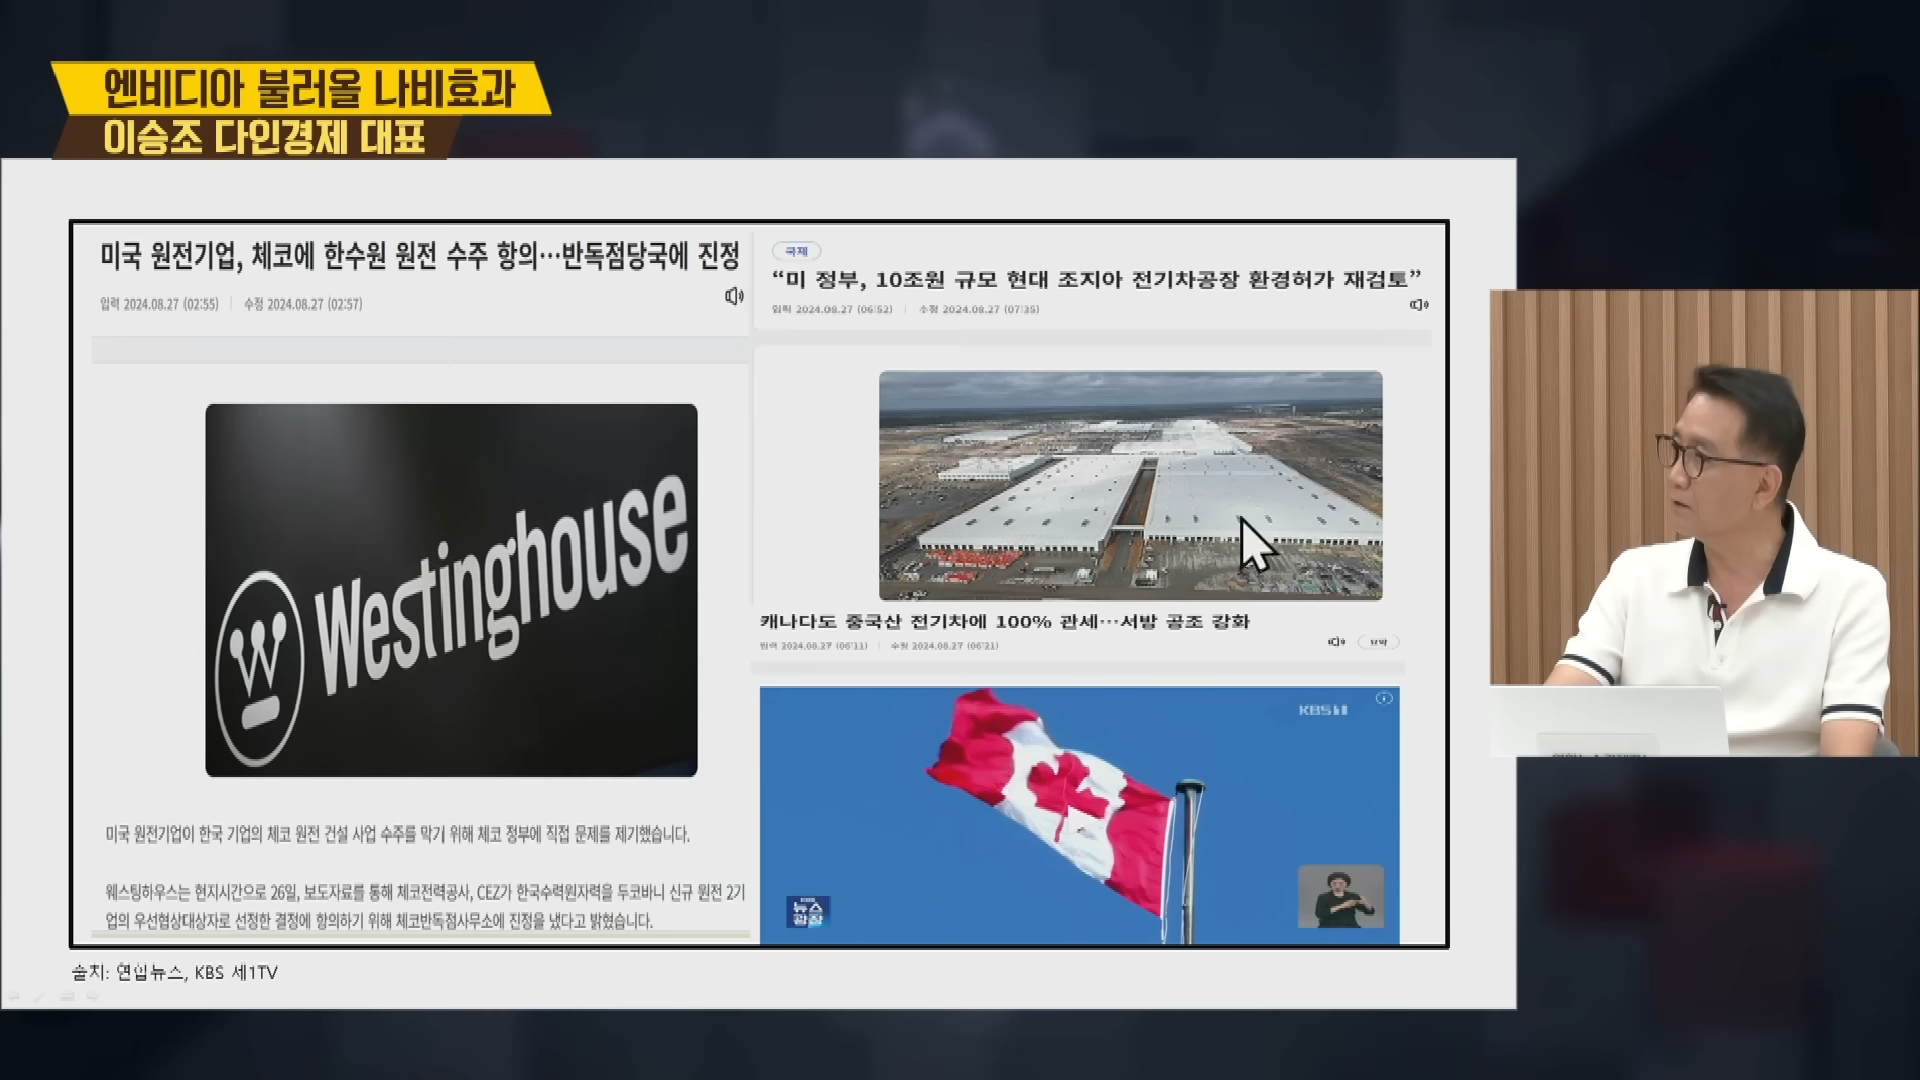 엔비디아 불러올 나비효과
이승조 다인경제 대표
미국 원전기업, 체코에 한수원 원전 수주 항의…반독점당국에 진정
입력 2024.08.27 (02:55) 수정 2024.08.27 (02:57)
Westinghouse
미국 원전기업이 한국 기업의 체코 원전 건설 사업 수주를 막기 위해 체코 정부에 직접 문제를 제기했습니다.
웨스팅하우스는 현지시간으로 26일, 보도자료를 통해 체코전력공사, CEZ가 한국수력원자력을 두코바니 신규 원전 2기
업의 우선협상대상자로 선정한 결정에 항의하기 위해 체코반독점사무소에 진정을 냈다고 밝혔습니다.
국제
“미 정부, 10조원 규모 현대 조지아 전기차공장 환경허가 재검토”
입력 2024.08.27 (06:52) 수정 2024.08.27 (07:35)
캐나다도 중국산 전기차에 100% 관세…서방 공조 강화
입력 2024.08.27 (06:11) 수정 2024.08.27 (06:21)
요약
KBS
KBS
뉴스
광장
출처: 연합뉴스, KBS 제1TV